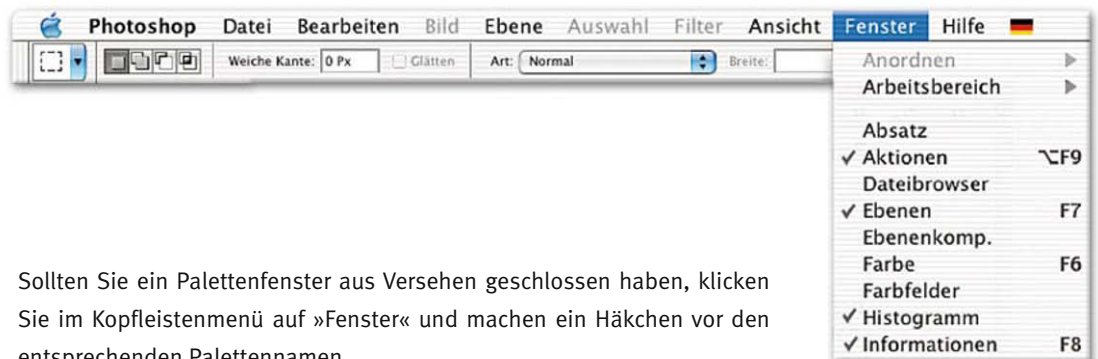 Photoshop Datei Bearbeiten Bild Ebene Auswahl Filter Ansicht Fenster Hilfe
Weiche Kante: 0 Px Glätten Art: Normal Breite:
Anordnen
Arbeitsbereich
Absatz
✓ Aktionen ⌥F9
Dateibrowser
✓ Ebenen F7
Ebenenkomp.
Farbe F6
Farbfelder
✓ Histogramm
✓ Informationen F8
Sollten Sie ein Palettenfenster aus Versehen geschlossen haben, klicken
Sie im Kopfleistenmenü auf »Fenster« und machen ein Häkchen vor den
entsprechenden Palettennamen